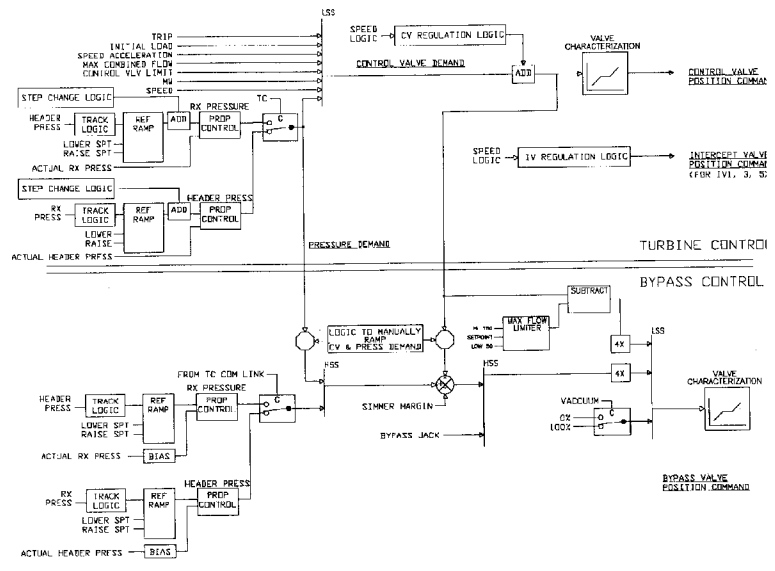 LSS
TRIP
INITIAL LOAD
SPEED ACCELERATION
MAX COMBINED FLOW
CONTROL VLV LIMIT
MW
SPEED
SPEED
LOGIC
CV REGULATION LOGIC
CONTROL VALVE DEMAND
ADD
VALVE
CHARACTERIZATION
CONTROL VALVE
POSITION COMMAN
STEP CHANGE LOGIC
HEADER
PRESS
TRACK
LOGIC
REF
RAMP
ADD
RX PRESSURE
PROP
CONTROL
TC
C
LOWER SPT
RAISE SPT
ACTUAL RX PRESS
SPEED
LOGIC
IV REGULATION LOGIC
INTERCEPT VALVE
POSITION COMMAN
(FOR IV1, 3, 5)
STEP CHANGE LOGIC
RX
PRESS
TRACK
LOGIC
REF
RAMP
ADD
HEADER PRESS
PROP
CONTROL
LOWER
RAISE
ACTUAL HEADER PRESS
PRESSURE DEMAND
TURBINE CONTROL
BYPASS CONTROL
SUBTRACT
LOGIC TO MANUALLY
RAMP
CV & PRESS DEMAND
SETPOINT
MAX FLOW
LIMITER
4X
LSS
HSS
HSS
4X
FROM TC COM LINK
RX PRESSURE
HEADER
PRESS
TRACK
LOGIC
REF
RAMP
PROP
CONTROL
C
LOWER SPT
RAISE SPT
ACTUAL RX PRESS
BIAS
SIMMER MARGIN
BYPASS JACK
VACCUUM
C
0%
100%
VALVE
CHARACTERIZATION
BYPASS VALVE
POSITION COMMAND
RX
PRESS
TRACK
LOGIC
REF
RAMP
HEADER PRESS
PROP
CONTROL
LOWER SPT
RAISE SPT
ACTUAL HEADER PRESS
BIAS